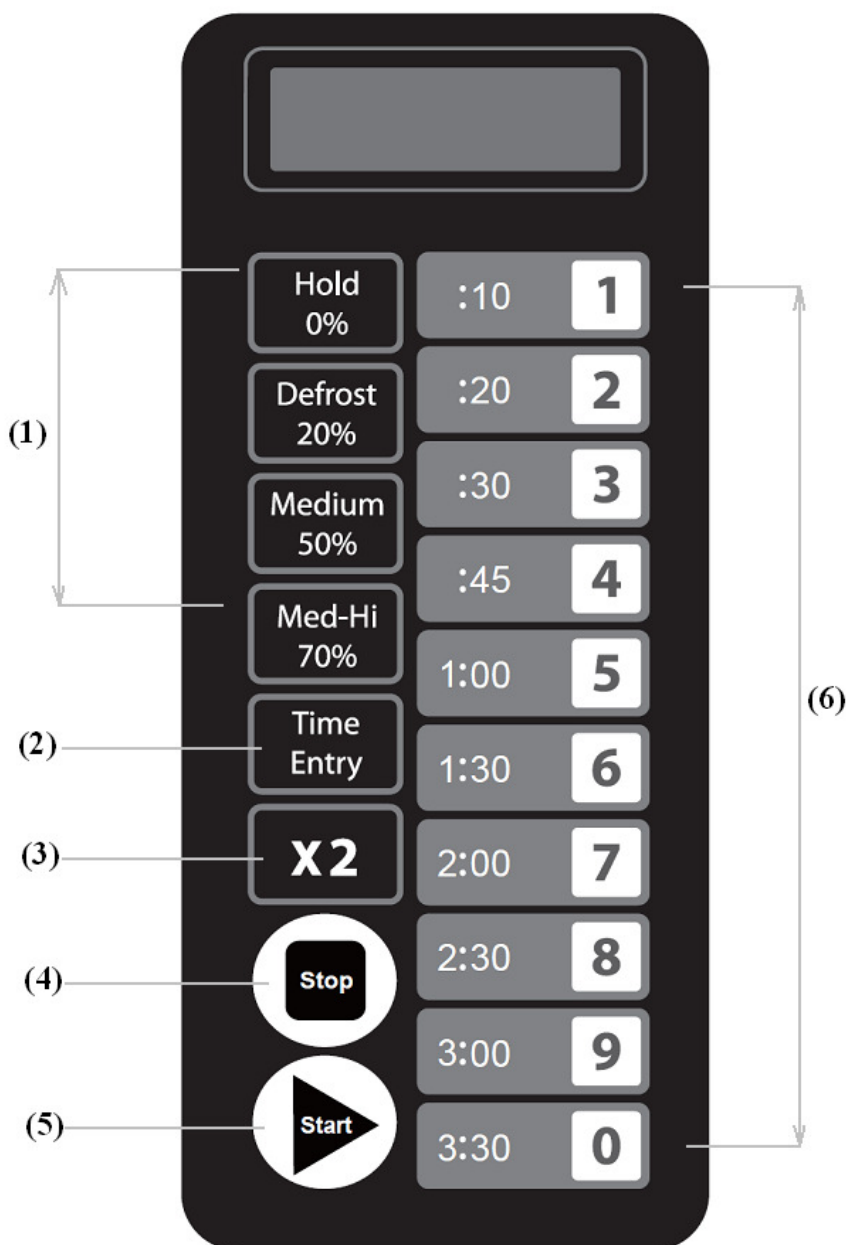 Hold
0%
:10 1
Defrost
20%
:20 2
(1)
Medium
50%
:30 3
Med-Hi
70%
:45 4
1:00 5
(6)
(2)
Time
Entry
1:30 6
(3)
X2
2:00 7
(4)
Stop
2:30 8
3:00 9
(5)
Start
3:30 0